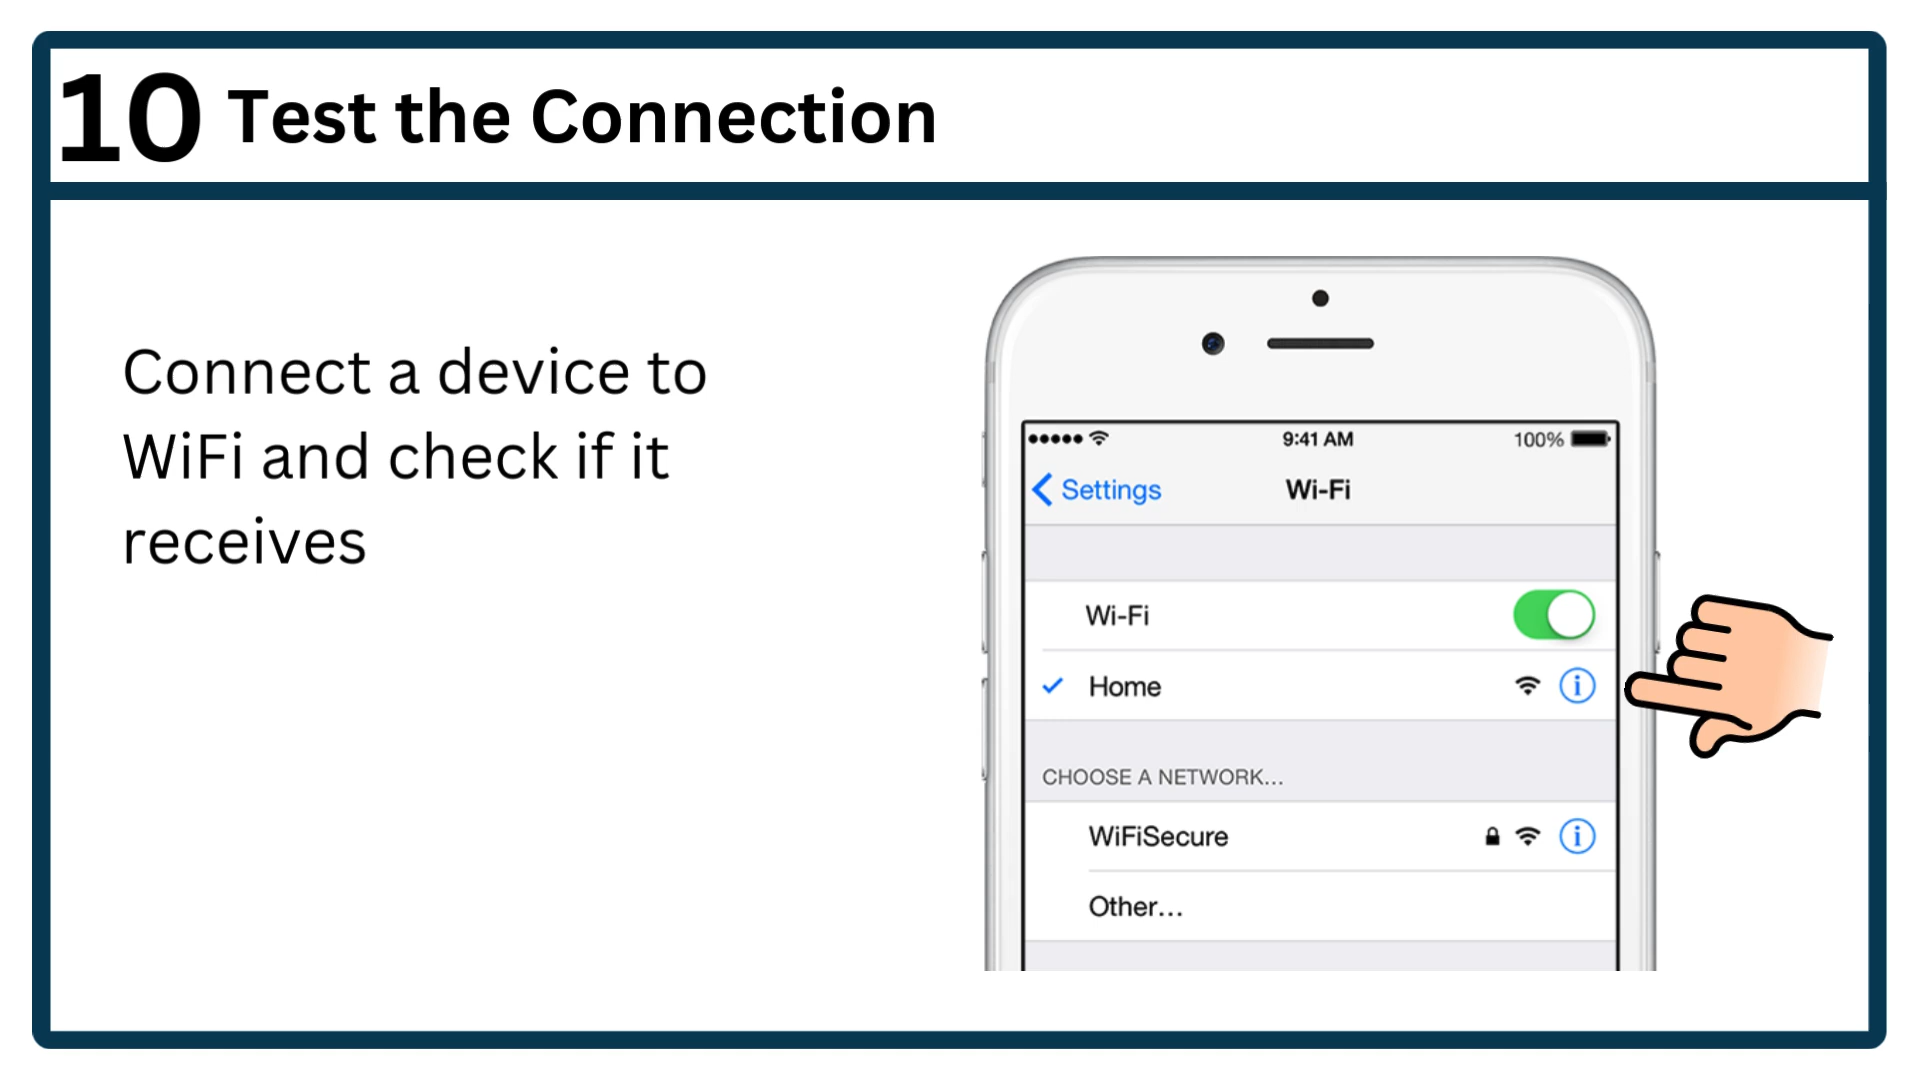 10 Test the Connection
Connect a device to
WiFi and check if it
receives
9:41 AM 100%
Settings Wi-Fi
Wi-Fi
Home
CHOOSE A NETWORK...
WiFiSecure
Other...